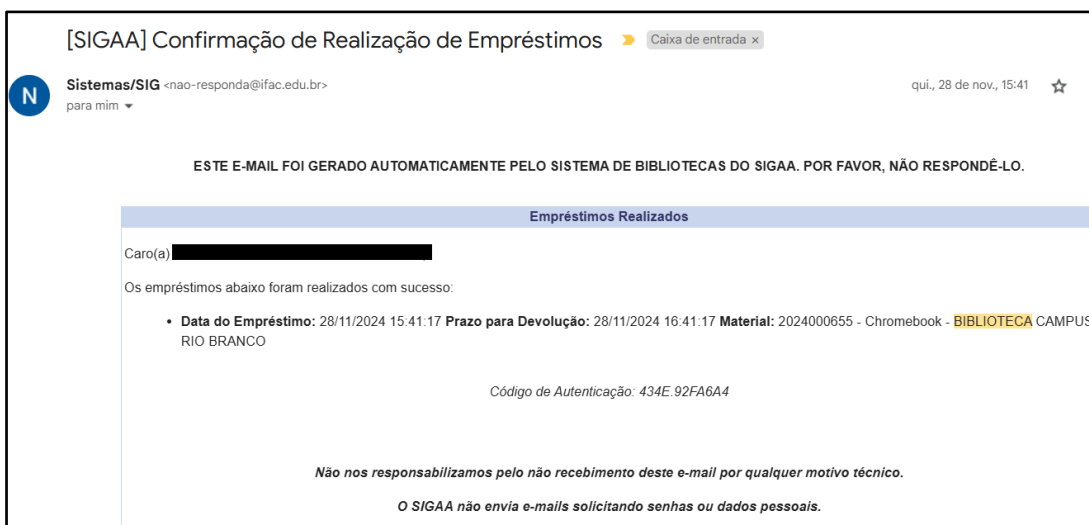 [SIGAA] Confirmação de Realização de Empréstimos Caixa de entrada x
N
Sistemas/SIG <nao-responda@ifac.edu.br> qui., 28 de nov., 15:41
para mim
ESTE E-MAIL FOI GERADO AUTOMATICAMENTE PELO SISTEMA DE BIBLIOTECAS DO SIGAA. POR FAVOR, NÃO RESPONDÊ-LO.
Empréstimos Realizados
Caro(a)
Os empréstimos abaixo foram realizados com sucesso:
• Data do Empréstimo: 28/11/2024 15:41:17 Prazo para Devolução: 28/11/2024 16:41:17 Material: 2024000655 - Chromebook - BIBLIOTECA CAMPUS
RIO BRANCO
Código de Autenticação: 434E.92FA6A4
Não nos responsabilizamos pelo não recebimento deste e-mail por qualquer motivo técnico.
O SIGAA não envia e-mails solicitando senhas ou dados pessoais.